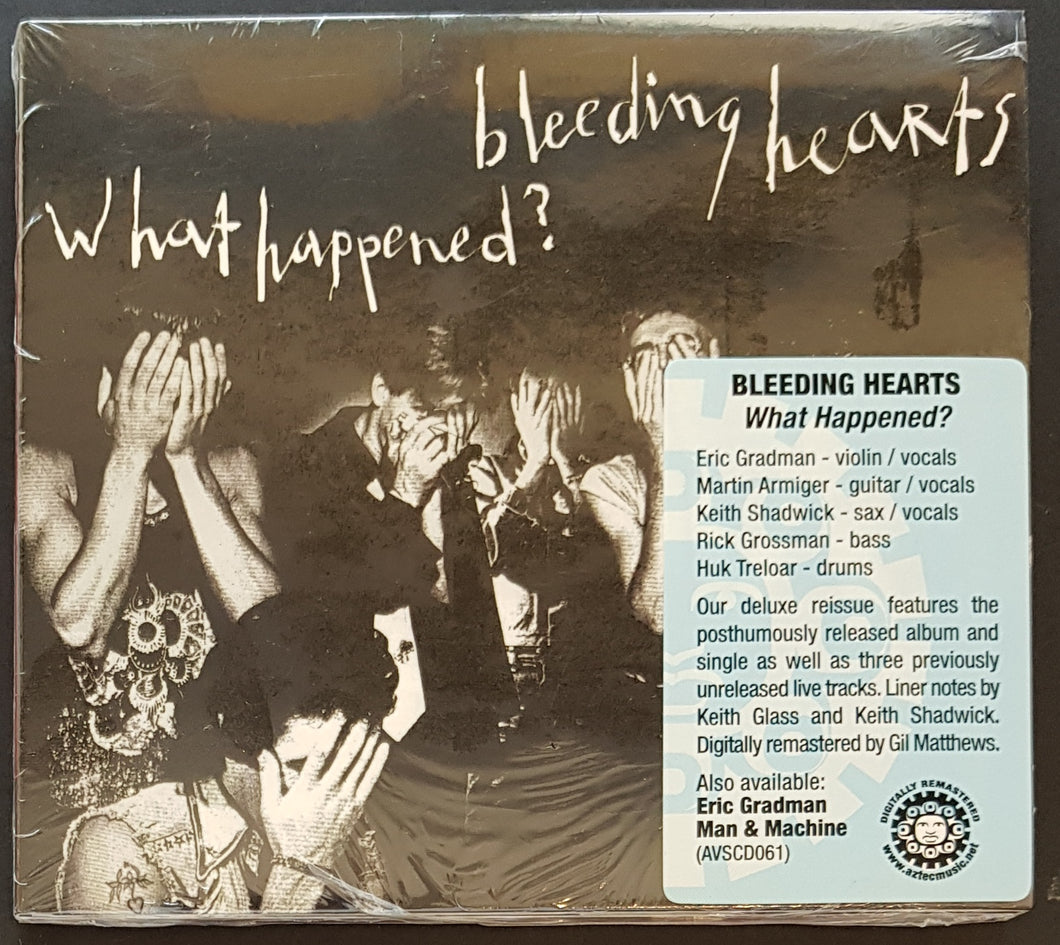 bleeding hearts
What happened?
BLEEDING HEARTS
What Happened?
Eric Gradman - violin / vocals
Martin Armiger - guitar / vocals
Keith Shadwick - sax / vocals
Rick Grossman - bass
Huk Treloar - drums
Our deluxe reissue features the
posthumously released album and
single as well as three previously
unreleased live tracks. Liner notes by
Keith Glass and Keith Shadwick.
Digitally remastered by Gil Matthews.
Also available:
Eric Gradman
Man & Machine
(AVSCD061)
DIGITALLY REMASTERED
www.aztecmusic.net